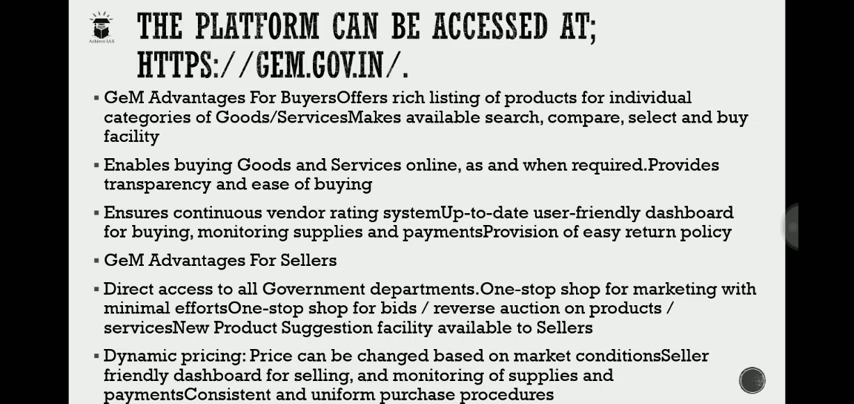 THE PLATFORM CAN BE ACCESSED AT;
HTTPS://GEM.GOV.IN/.
▪ GeM Advantages For BuyersOffers rich listing of products for individual
categories of Goods/ServicesMakes available search, compare, select and buy
facility
▪ Enables buying Goods and Services online, as and when required.Provides
transparency and ease of buying
▪ Ensures continuous vendor rating systemUp-to-date user-friendly dashboard
for buying, monitoring supplies and paymentsProvision of easy return policy
▪ GeM Advantages For Sellers
▪ Direct access to all Government departments.One-stop shop for marketing with
minimal effortsOne-stop shop for bids / reverse auction on products /
servicesNew Product Suggestion facility available to Sellers
▪ Dynamic pricing: Price can be changed based on market conditionsSeller
friendly dashboard for selling, and monitoring of supplies and
paymentsConsistent and uniform purchase procedures